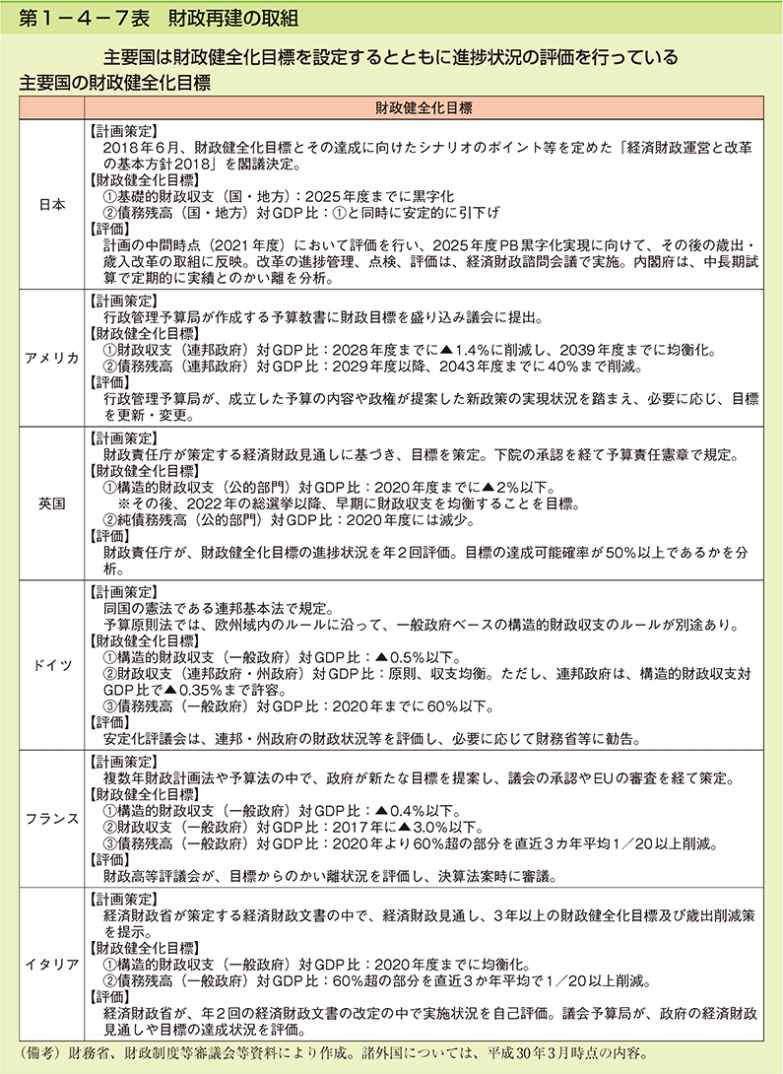 第1－4－7表　財政再建の取組
主要国は財政健全化目標を設定するとともに進捗状況の評価を行っている
主要国の財政健全化目標
財政健全化目標
日本
【計画策定】
2018年6月、財政健全化目標とその達成に向けたシナリオのポイント等を定めた「経済財政運営と改革
の基本方針2018」を閣議決定。
【財政健全化目標】
①基礎的財政収支（国・地方）：2025年度までに黒字化
②債務残高（国・地方）対GDP比：①と同時に安定的に引下げ
【評価】
計画の中間時点（2021年度）において評価を行い、2025年度PB黒字化実現に向けて、その後の歳出・
歳入改革の取組に反映。改革の進捗管理、点検、評価は、経済財政諮問会議で実施。内閣府は、中長期試
算で定期的に実績とのかい離を分析。
アメリカ
【計画策定】
行政管理予算局が作成する予算教書に財政目標を盛り込み議会に提出。
【財政健全化目標】
①財政収支（連邦政府）対GDP比：2028年度までに▲1.4％に削減し、2039年度までに均衡化。
②債務残高（連邦政府）対GDP比：2029年度以降、2043年度までに40％まで削減。
【評価】
行政管理予算局が、成立した予算の内容や政権が提案した新政策の実現状況を踏まえ、必要に応じ、目標
を更新・変更。
英国
【計画策定】
財政責任庁が策定する経済財政見通しに基づき、目標を策定。下院の承認を経て予算責任憲章で規定。
【財政健全化目標】
①構造的財政収支（公的部門）対GDP比：2020年度までに▲2％以下。
※その後、2022年の総選挙以降、早期に財政収支を均衡することを目標。
②純債務残高（公的部門）対GDP比：2020年度には減少。
【評価】
財政責任庁が、財政健全化目標の進捗状況を年2回評価。目標の達成可能確率が50％以上であるかを分
析。
ドイツ
【計画策定】
同国の憲法である連邦基本法で規定。
予算原則法では、欧州域内のルールに沿って、一般政府ベースの構造的財政収支のルールが別途あり。
【財政健全化目標】
①構造的財政収支（一般政府）対GDP比：▲0.5％以下。
②財政収支（連邦政府・州政府）対GDP比：原則、収支均衡。ただし、連邦政府は、構造的財政収支対
GDP比で▲0.35％まで許容。
③債務残高（一般政府）対GDP比：2020年までに60％以下。
【評価】
安定化評議会は、連邦・州政府の財政状況等を評価し、必要に応じて財務省等に勧告。
フランス
【計画策定】
複数年財政計画法や予算法の中で、政府が新たな目標を提案し、議会の承認やEUの審査を経て策定。
【財政健全化目標】
①構造的財政収支（一般政府）対GDP比：▲0.4％以下。
②財政収支（一般政府）対GDP比：2017年に▲3.0％以下。
③債務残高（一般政府）対GDP比：2020年より60％超の部分を直近3カ年平均1／20以上削減。
【評価】
財政高等評議会が、目標からのかい離状況を評価し、決算法案時に審議。
イタリア
【計画策定】
経済財政省が策定する経済財政文書の中で、経済財政見通し、3年以上の財政健全化目標及び歳出削減策
を提示。
【財政健全化目標】
①構造的財政収支（一般政府）対GDP比：2020年度までに均衡化。
②債務残高（一般政府）対GDP比：60％超の部分を直近3か年平均で1／20以上削減。
【評価】
経済財政省が、年2回の経済財政文書の改定の中で実施状況を自己評価。議会予算局が、政府の経済財政
見通しや目標の達成状況を評価。
（備考）財務省、財政制度等審議会等資料により作成。諸外国については、平成30年3月時点の内容。